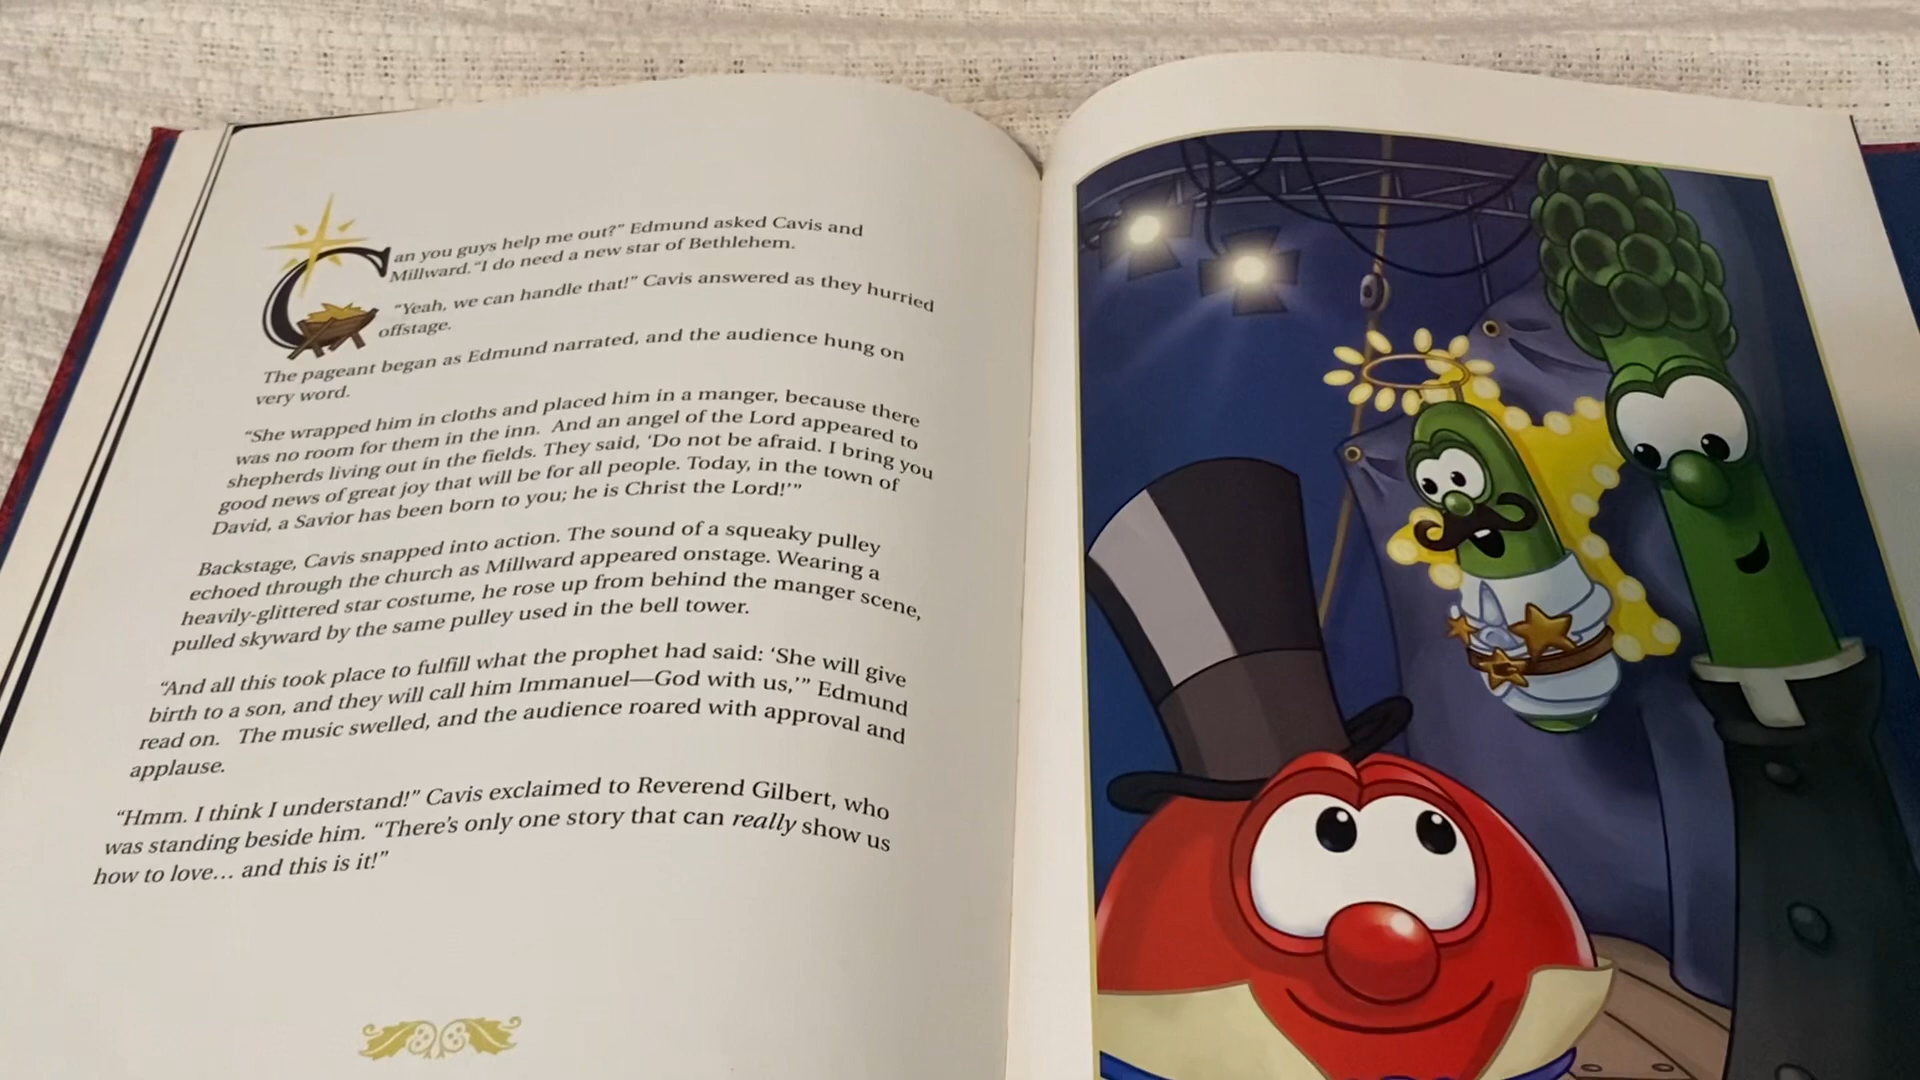 Can you guys help me out?” Edmund asked Cavis and
Millward. “I do need a new star of Bethlehem.
“Yeah, we can handle that!” Cavis answered as they hurried
offstage.
The pageant began as Edmund narrated, and the audience hung on
very word.
“She wrapped him in cloths and placed him in a manger, because there
was no room for them in the inn. And an angel of the Lord appeared to
shepherds living out in the fields. They said, ‘Do not be afraid. I bring you
good news of great joy that will be for all people. Today, in the town of
David, a Savior has been born to you; he is Christ the Lord!’”
Backstage, Cavis snapped into action. The sound of a squeaky pulley
echoed through the church as Millward appeared onstage. Wearing a
heavily-glittered star costume, he rose up from behind the manger scene,
pulled skyward by the same pulley used in the bell tower.
“And all this took place to fulfill what the prophet had said: ‘She will give
birth to a son, and they will call him Immanuel—God with us,’” Edmund
read on. The music swelled, and the audience roared with approval and
applause.
“Hmm. I think I understand!” Cavis exclaimed to Reverend Gilbert, who
was standing beside him. “There’s only one story that can really show us
how to love… and this is it!”